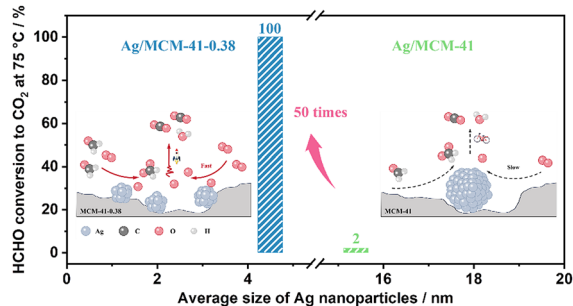 Ag/MCM-41-0.38
100
Ag/MCM-41
50 times
Fast
Slow
MCM-41-0.38
MCM-41
Ag
C
O
H
2
HCHO conversion to CO₂ at 75 °C / %
100
80
60
40
20
0
0
2
4
14
16
18
20
Average size of Ag nanoparticles / nm